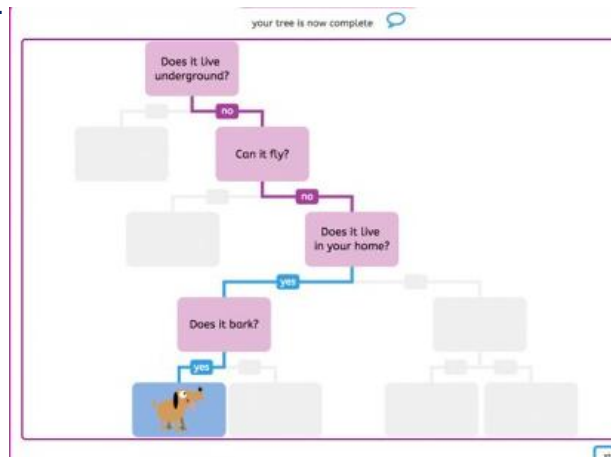 your tree is now complete
Does it live
underground?
no
Can it fly?
no
Does it live
in your home?
yes
Does it bark?
yes